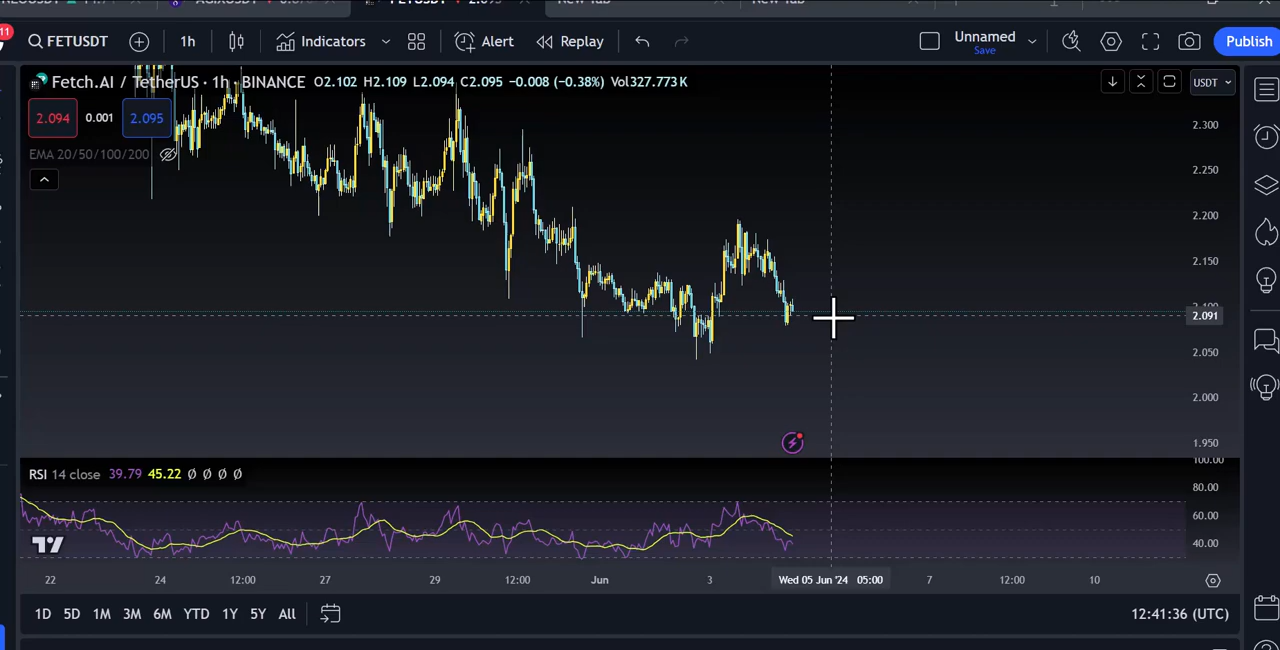 FETUSDT 1h Indicators Alert Replay Unnamed Save Publish
11
Fetch.AI / TetherUS · 1h · BINANCE O2.102 H2.109 L2.094 C2.095 −0.008 (−0.38%) Vol327.773 K
USDT
2.094 0.001 2.095
EMA 20/50/100/200
2.300
2.250
2.200
2.150
2.100
2.091
2.050
2.000
1.950
100.00
RSI 14 close 39.79 45.22 Ø Ø Ø Ø
80.00
60.00
40.00
22 24 12:00 27 29 12:00 Jun 3 Wed 05 Jun '24 05:00 7 12:00 10
1D 5D 1M 3M 6M YTD 1Y 5Y All
12:41:36 (UTC)